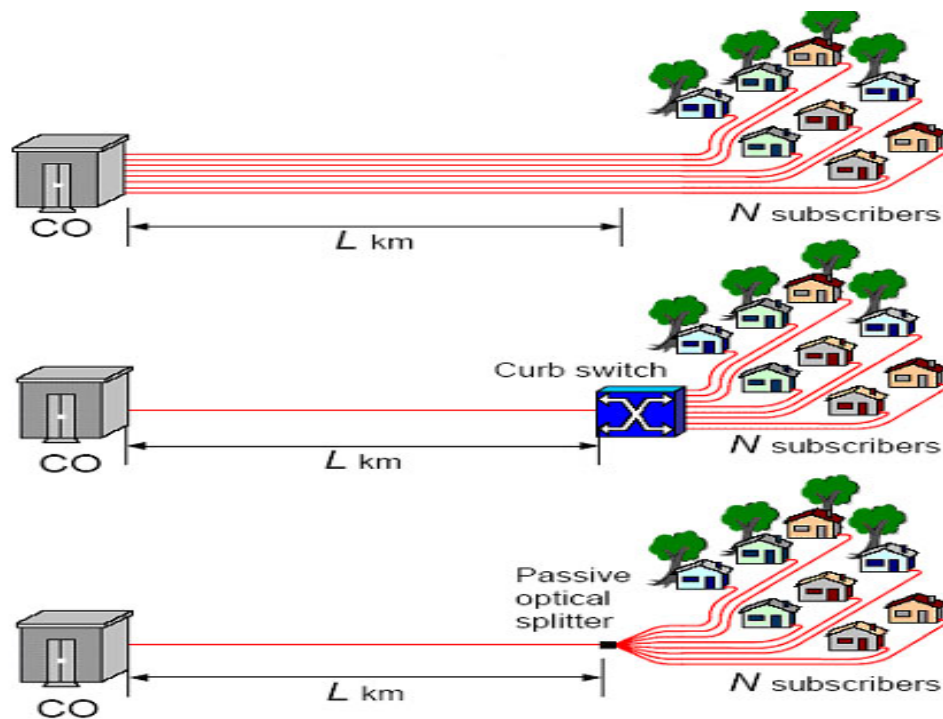 CO
L km
N subscribers
Curb switch
CO
L km
N subscribers
Passive
optical
splitter
CO
L km
N subscribers